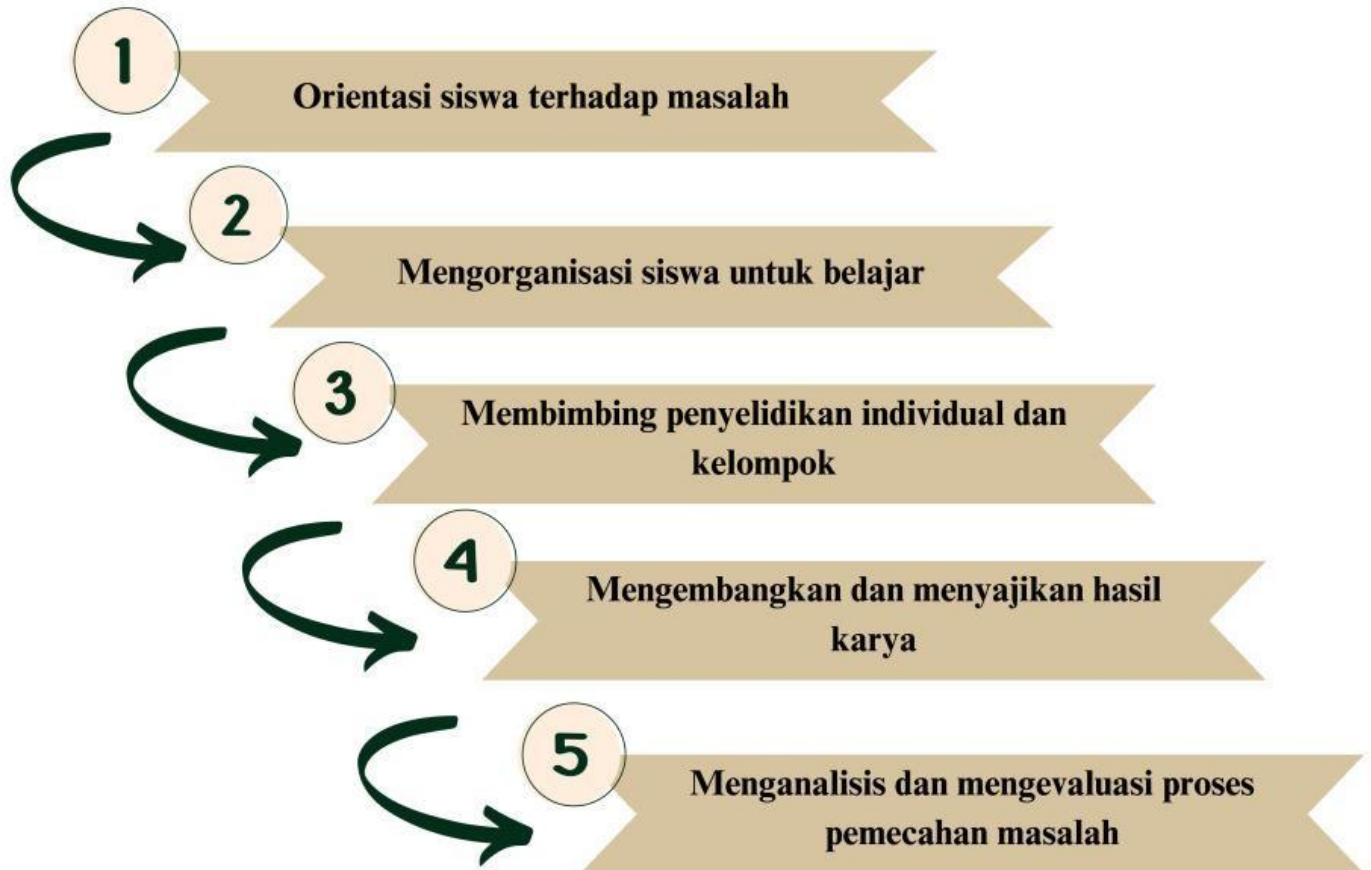 1
Orientasi siswa terhadap masalah
2
Mengorganisasi siswa untuk belajar
3
Membimbing penyelidikan individual dan
kelompok
4
Mengembangkan dan menyajikan hasil
karya
5
Menganalisis dan mengevaluasi proses
pemecahan masalah